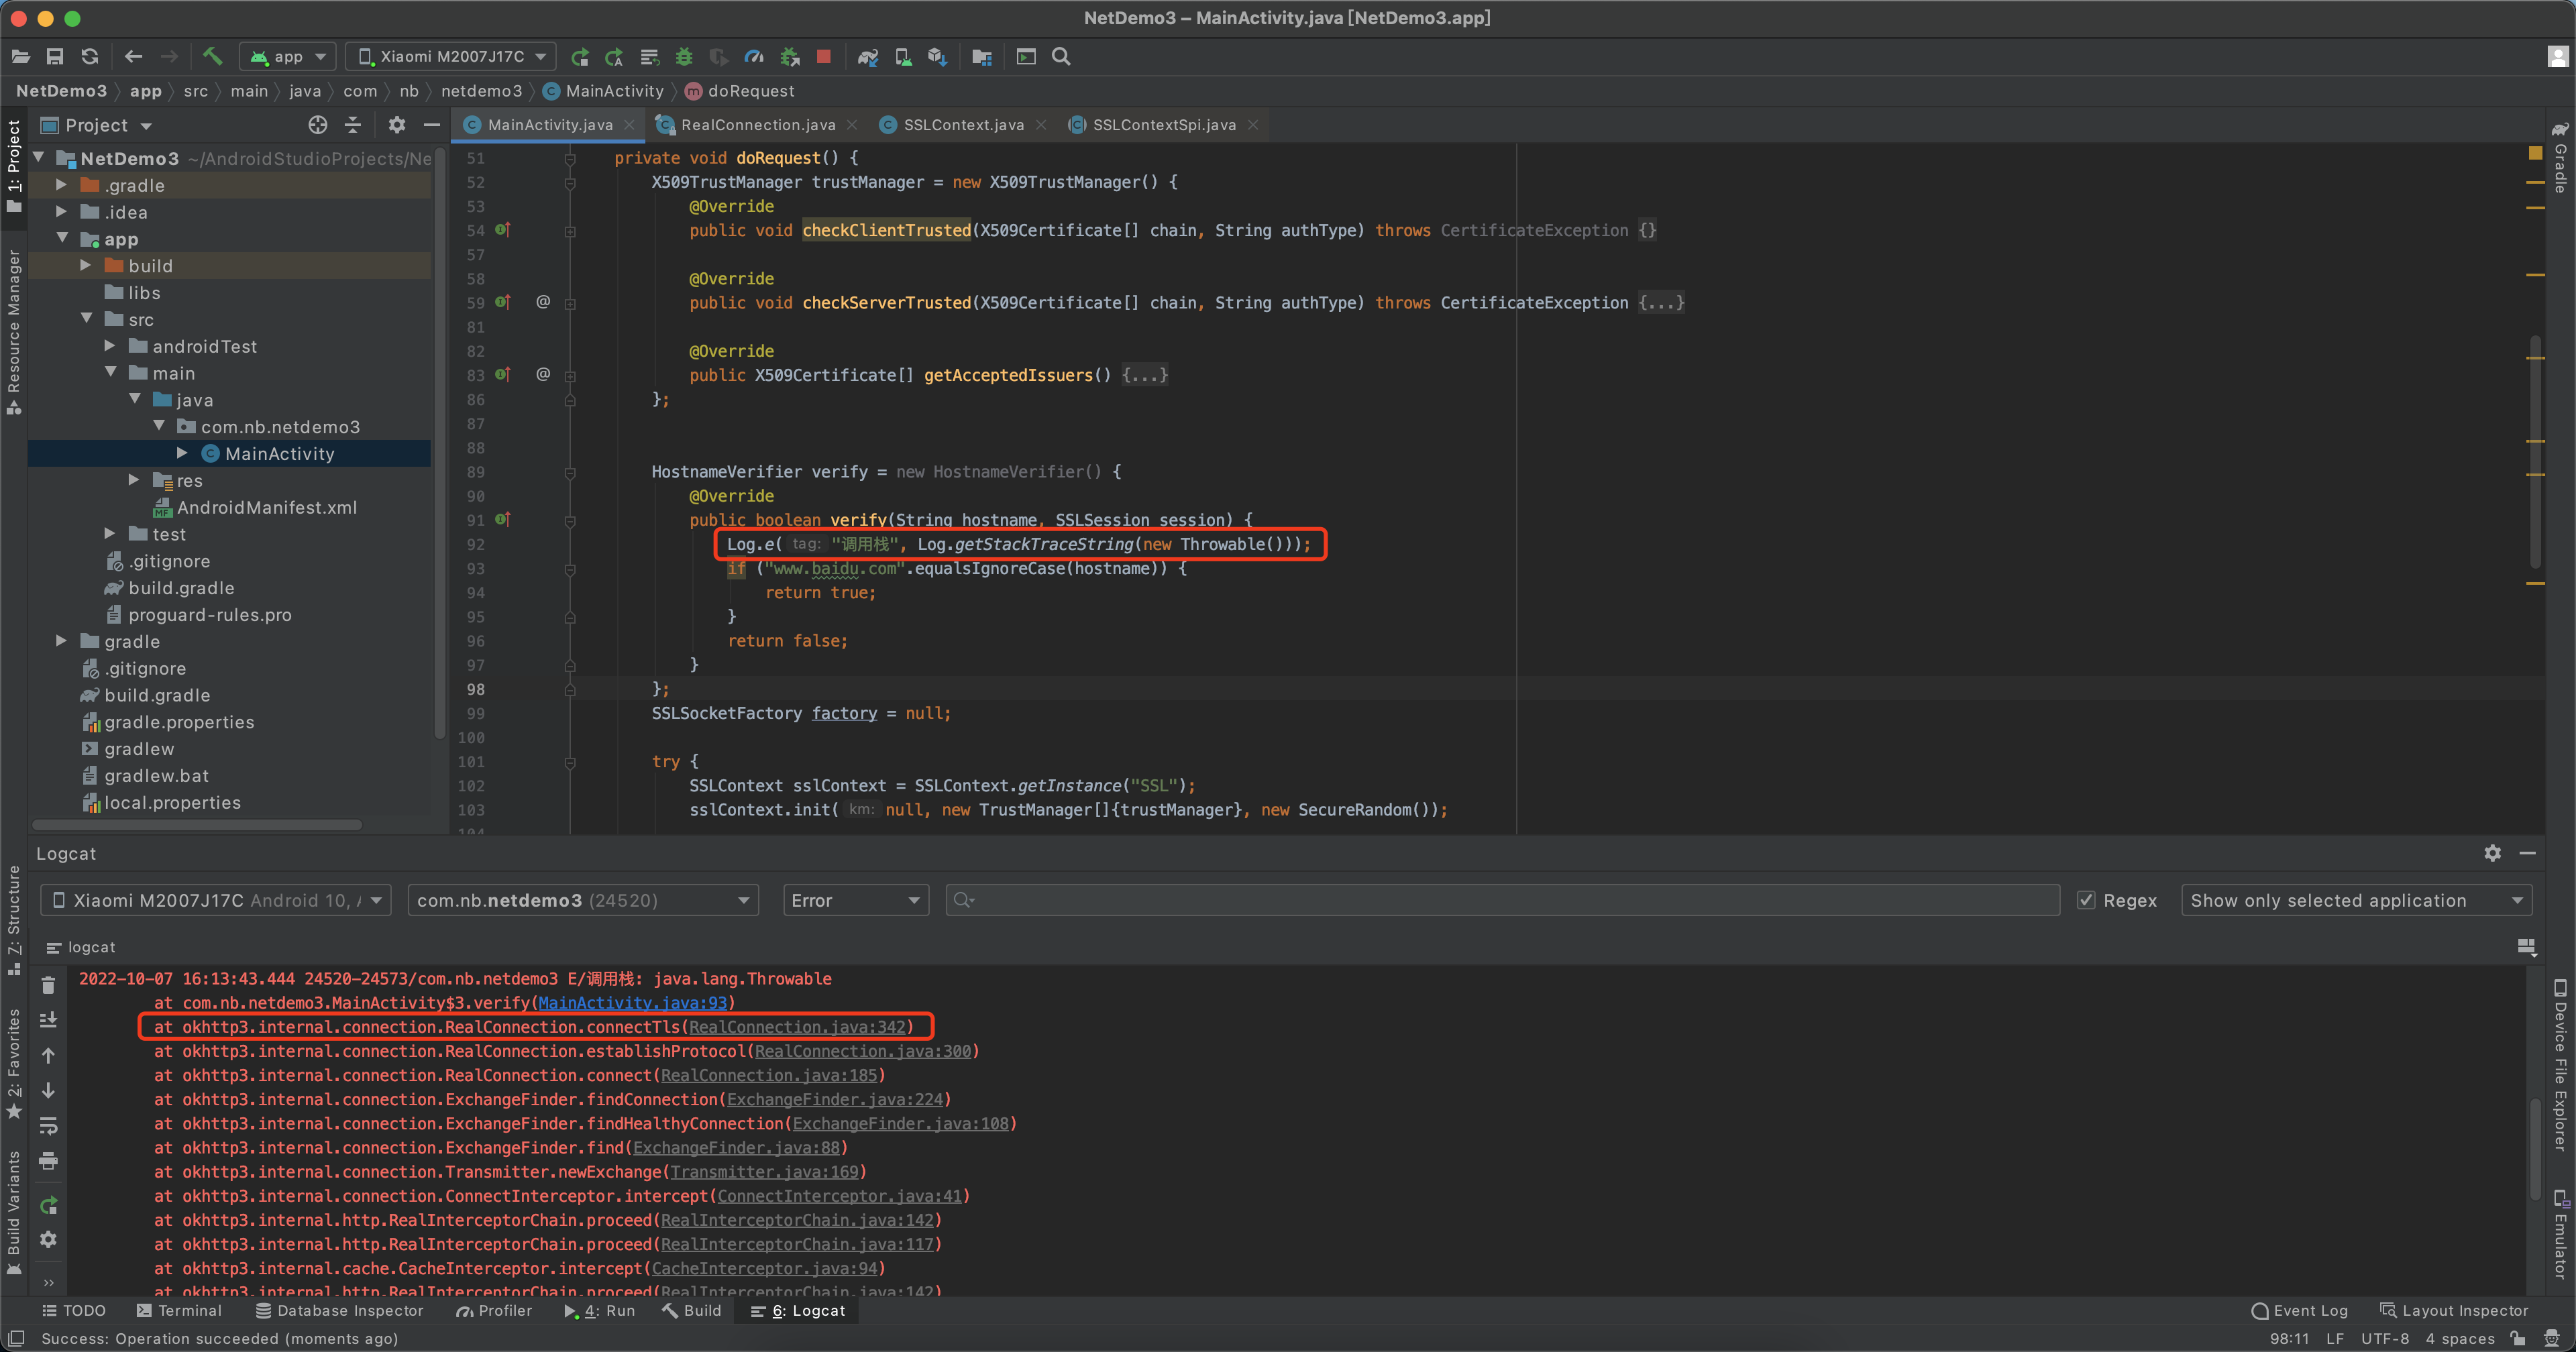 NetDemo3 – MainActivity.java [NetDemo3.app]
app
Xiaomi M2007J17C
NetDemo3 app src main java com nb netdemo3 MainActivity doRequest
Project
MainActivity.java
RealConnection.java
SSLContext.java
SSLContextSpi.java
1: Project
Resource Manager
Z: Structure
2: Favorites
Build Variants
NetDemo3 ~/AndroidStudioProjects/Ne
.gradle
.idea
app
build
libs
src
androidTest
main
java
com.nb.netdemo3
MainActivity
res
AndroidManifest.xml
test
.gitignore
build.gradle
proguard-rules.pro
gradle
.gitignore
build.gradle
gradle.properties
gradlew
gradlew.bat
local.properties
51 private void doRequest() {
52 X509TrustManager trustManager = new X509TrustManager() {
53 @Override
54 public void checkClientTrusted(X509Certificate[] chain, String authType) throws CertificateException {}
57
58 @Override
59 @ public void checkServerTrusted(X509Certificate[] chain, String authType) throws CertificateException {...}
81
82 @Override
83 @ public X509Certificate[] getAcceptedIssuers() {...}
86 };
87
88
89 HostnameVerifier verify = new HostnameVerifier() {
90 @Override
91 public boolean verify(String hostname, SSLSession session) {
92 Log.e( tag: "调用栈", Log.getStackTraceString(new Throwable()));
93 if ("www.baidu.com".equalsIgnoreCase(hostname)) {
94 return true;
95 }
96 return false;
97 }
98 };
99 SSLSocketFactory factory = null;
100
101 try {
102 SSLContext sslContext = SSLContext.getInstance("SSL");
103 sslContext.init( km: null, new TrustManager[]{trustManager}, new SecureRandom());
104
Gradle
Device File Explorer
Emulator
Logcat
Xiaomi M2007J17C Android 10, A
com.nb.netdemo3 (24520)
Error
Regex
Show only selected application
logcat
2022-10-07 16:13:43.444 24520-24573/com.nb.netdemo3 E/调用栈: java.lang.Throwable
at com.nb.netdemo3.MainActivity$3.verify(MainActivity.java:93)
at okhttp3.internal.connection.RealConnection.connectTls(RealConnection.java:342)
at okhttp3.internal.connection.RealConnection.establishProtocol(RealConnection.java:300)
at okhttp3.internal.connection.RealConnection.connect(RealConnection.java:185)
at okhttp3.internal.connection.ExchangeFinder.findConnection(ExchangeFinder.java:224)
at okhttp3.internal.connection.ExchangeFinder.findHealthyConnection(ExchangeFinder.java:108)
at okhttp3.internal.connection.ExchangeFinder.find(ExchangeFinder.java:88)
at okhttp3.internal.connection.Transmitter.newExchange(Transmitter.java:169)
at okhttp3.internal.connection.ConnectInterceptor.intercept(ConnectInterceptor.java:41)
at okhttp3.internal.http.RealInterceptorChain.proceed(RealInterceptorChain.java:142)
at okhttp3.internal.http.RealInterceptorChain.proceed(RealInterceptorChain.java:117)
at okhttp3.internal.cache.CacheInterceptor.intercept(CacheInterceptor.java:94)
at okhttp3.internal.http.RealInterceptorChain.proceed(RealInterceptorChain.java:142)
TODO
Terminal
Database Inspector
Profiler
4: Run
Build
6: Logcat
Event Log
Layout Inspector
Success: Operation succeeded (moments ago)
98:11 LF UTF-8 4 spaces